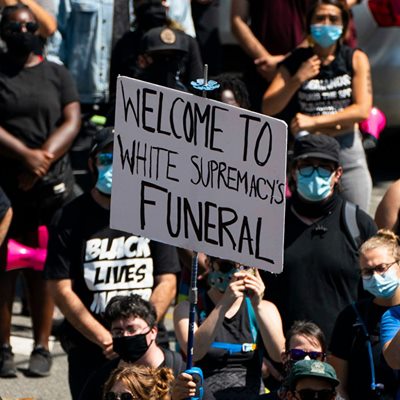 WELCOME TO
WHITE SUPREMACY'S
FUNERAL
BLACK
LIVES